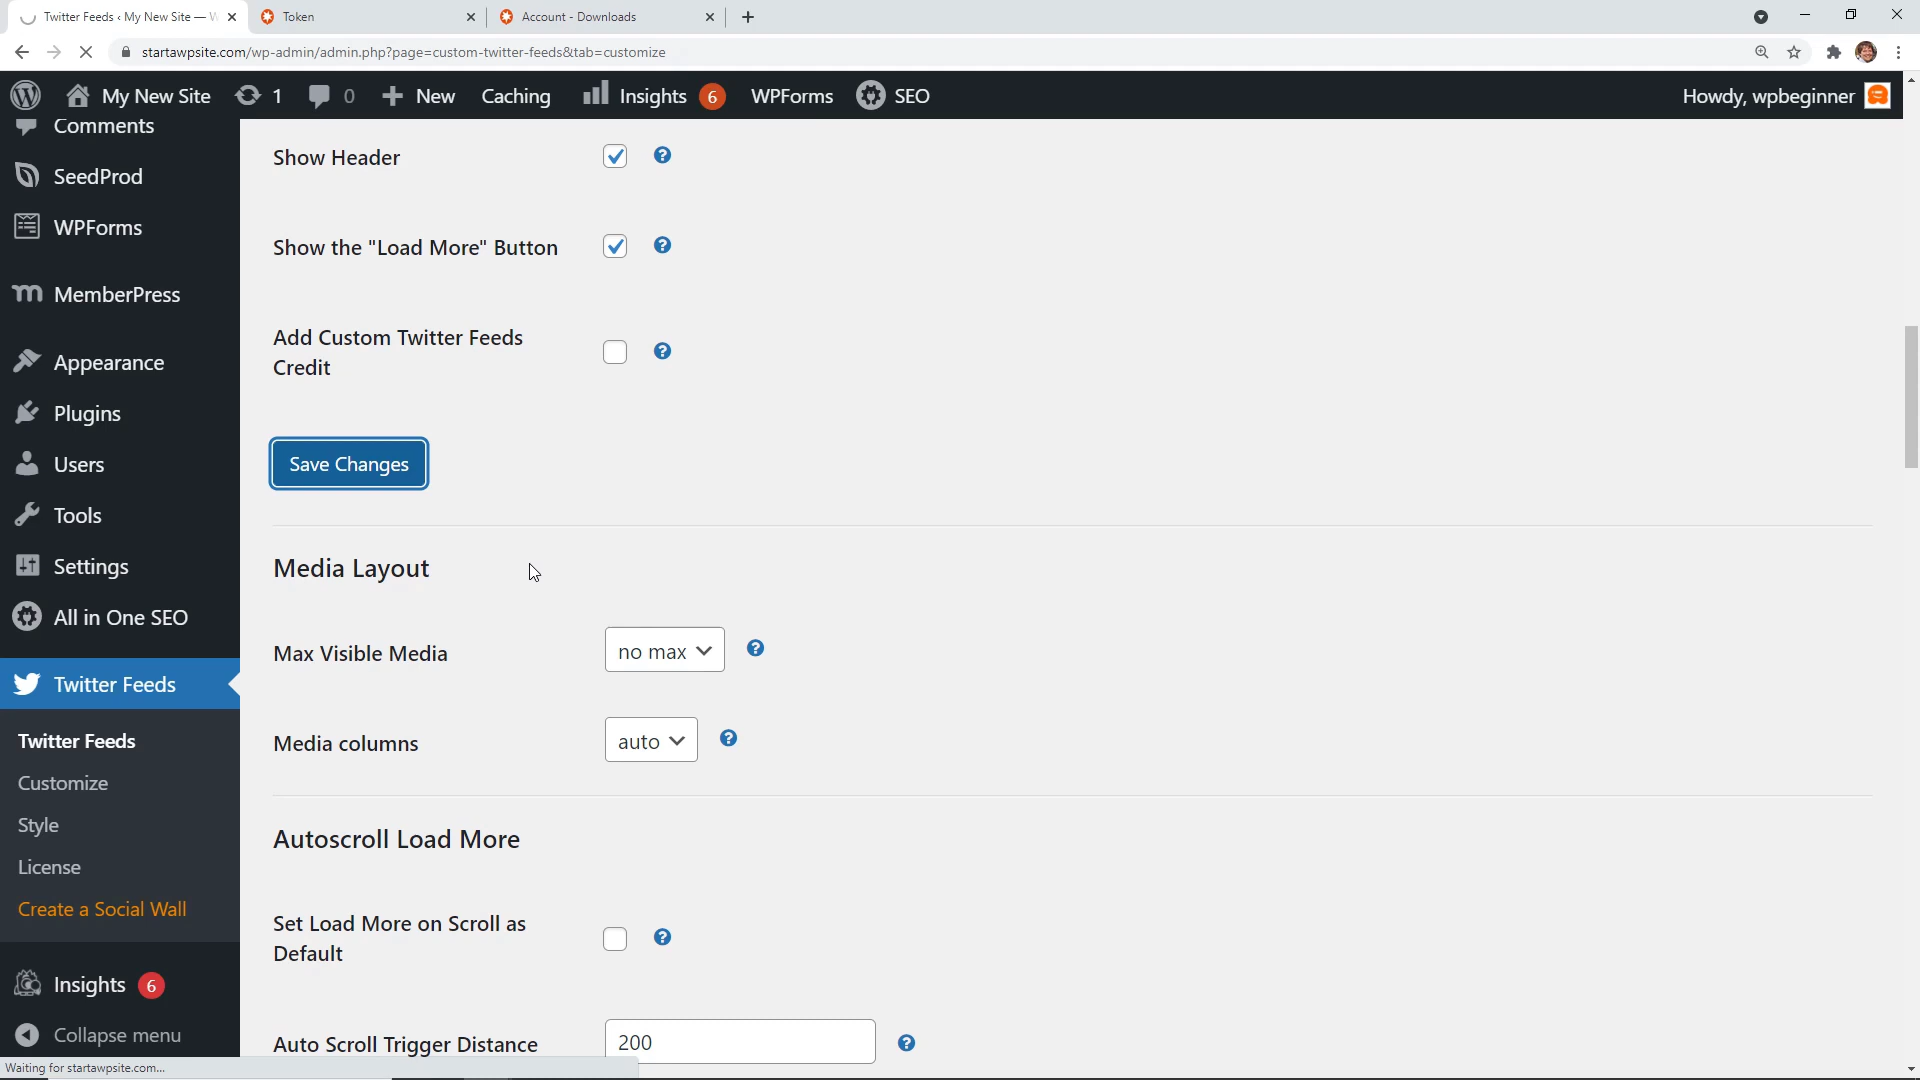 Twitter Feeds ‹ My New Site — W
Token
Account - Downloads
startawpsite.com/wp-admin/admin.php?page=custom-twitter-feeds&tab=customize
My New Site
1
0
New
Caching
Insights 6
WPForms
SEO
Howdy, wpbeginner
Comments
SeedProd
WPForms
MemberPress
Appearance
Plugins
Users
Tools
Settings
All in One SEO
Twitter Feeds
Twitter Feeds
Customize
Style
License
Create a Social Wall
Insights 6
Collapse menu
Show Header
Show the "Load More" Button
Add Custom Twitter Feeds
Credit
Save Changes
Media Layout
Max Visible Media
no max
Media columns
auto
Autoscroll Load More
Set Load More on Scroll as
Default
Auto Scroll Trigger Distance
200
Waiting for startawpsite.com...